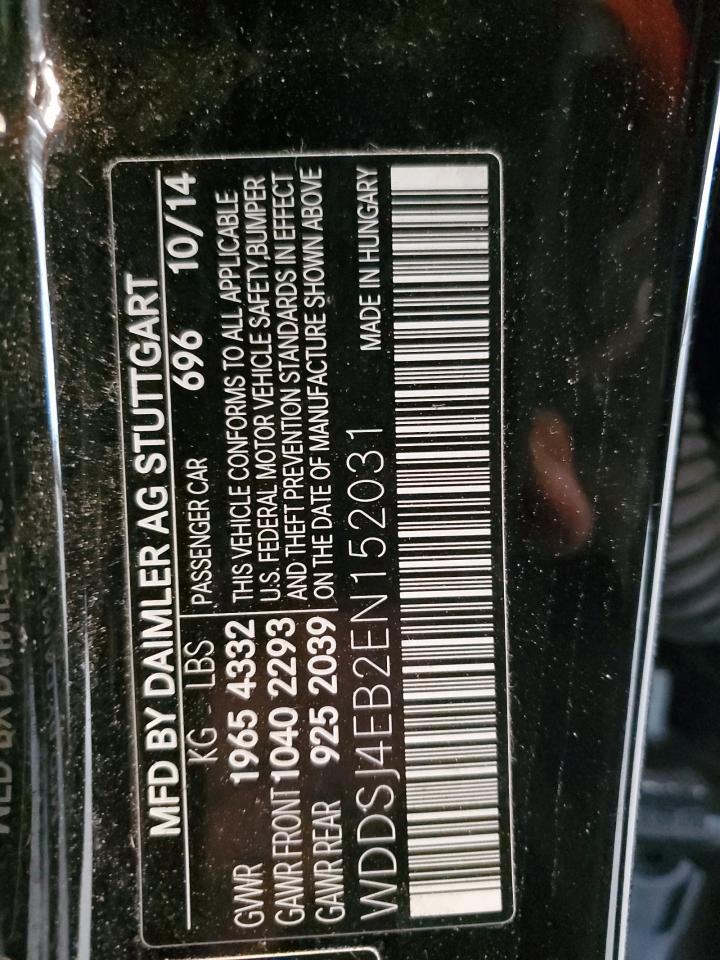 MFD BY DAIMLER AG STUTTGART
KG - LBS PASSENGER CAR 696 10/14
GVWR 1965 4332 THIS VEHICLE CONFORMS TO ALL APPLICABLE
GAWR FRONT 1040 2293 U.S. FEDERAL MOTOR VEHICLE SAFETY,BUMPER
GAWR REAR 925 2039 AND THEFT PREVENTION STANDARDS IN EFFECT
ON THE DATE OF MANUFACTURE SHOWN ABOVE
WDDSJ4EB2EN152031 MADE IN HUNGARY